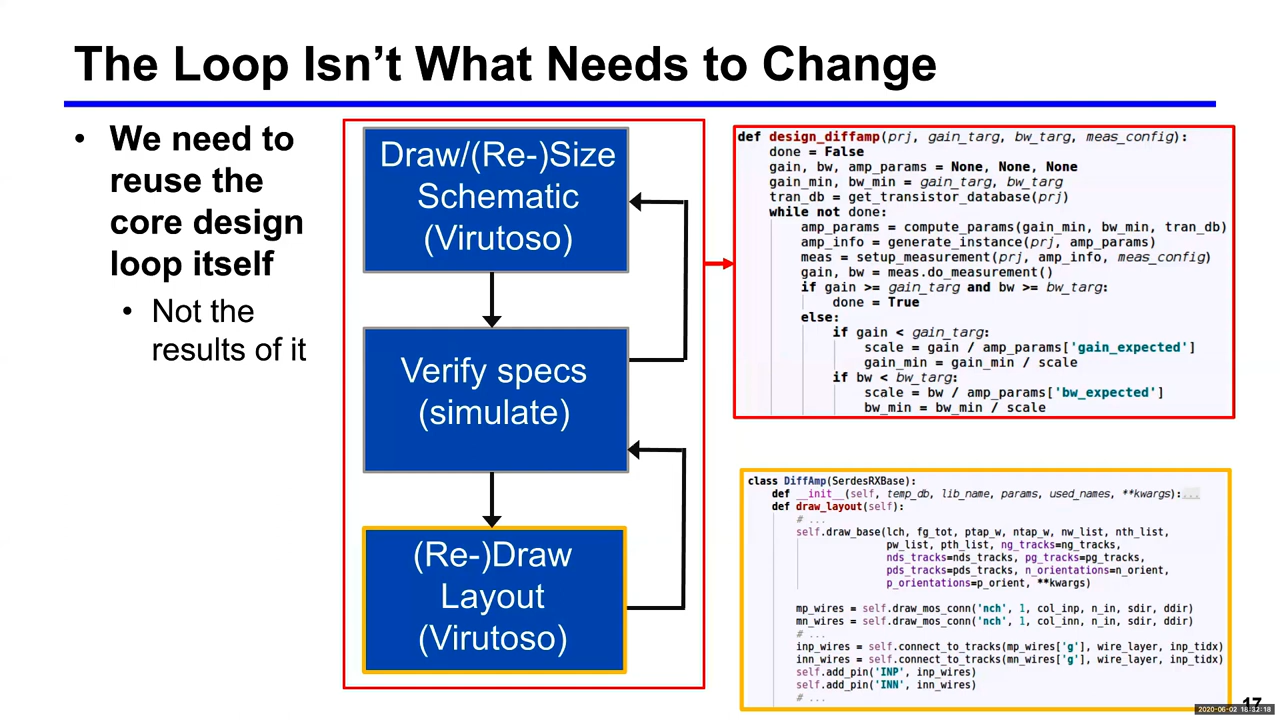 The Loop Isn’t What Needs to Change
• We need to
reuse the
core design
loop itself
• Not the
results of it
Draw/(Re-)Size
Schematic
(Virutoso)
Verify specs
(simulate)
(Re-)Draw
Layout
(Virutoso)
def design_diffamp(prj, gain_targ, bw_targ, meas_config):
done = False
gain, bw, amp_params = None, None, None
gain_min, bw_min = gain_targ, bw_targ
tran_db = get_transistor_database(prj)
while not done:
amp_params = compute_params(gain_min, bw_min, tran_db)
amp_info = generate_instance(prj, amp_params)
meas = setup_measurement(prj, amp_info, meas_config)
gain, bw = meas.do_measurement()
if gain >= gain_targ and bw >= bw_targ:
done = True
else:
if gain < gain_targ:
scale = gain / amp_params['gain_expected']
gain_min = gain_min / scale
if bw < bw_targ:
scale = bw / amp_params['bw_expected']
bw_min = bw_min / scale
class DiffAmp(SerdesRXBase):
def __init__(self, temp_db, lib_name, params, used_names, **kwargs):...
def draw_layout(self):
# ...
self.draw_base(lch, fg_tot, ptap_w, ntap_w, nw_list, nth_list,
pw_list, pth_list, ng_tracks=ng_tracks,
nds_tracks=nds_tracks, pg_tracks=pg_tracks,
pds_tracks=pds_tracks, n_orientations=n_orient,
p_orientations=p_orient, **kwargs)
mp_wires = self.draw_mos_conn('nch', 1, col_inp, n_in, sdir, ddir)
mn_wires = self.draw_mos_conn('nch', 1, col_inn, n_in, sdir, ddir)
# ...
inp_wires = self.connect_to_tracks(mp_wires['g'], wire_layer, inp_tidx)
inn_wires = self.connect_to_tracks(mn_wires['g'], wire_layer, inn_tidx)
self.add_pin('INP', inp_wires)
self.add_pin('INN', inn_wires)
# ...
17
2020-06-02 18:32:18